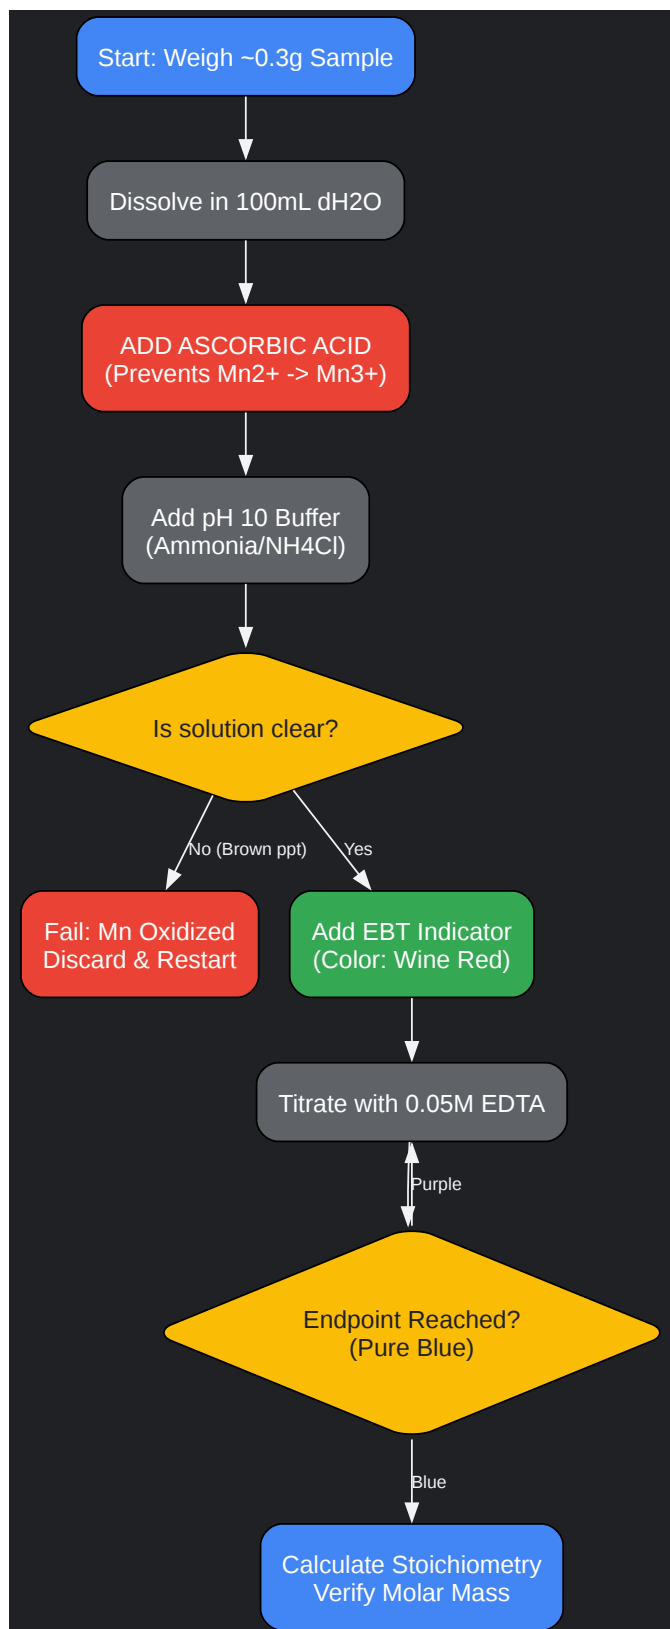 Start: Weigh ~0.3g Sample
Dissolve in 100mL dH2O
ADD ASCORBIC ACID
(Prevents Mn2+ -> Mn3+)
Add pH 10 Buffer
(Ammonia/NH4Cl)
Is solution clear?
No (Brown ppt)
Yes
Fail: Mn Oxidized
Discard & Restart
Add EBT Indicator
(Color: Wine Red)
Titrate with 0.05M EDTA
Purple
Endpoint Reached?
(Pure Blue)
Blue
Calculate Stoichiometry
Verify Molar Mass